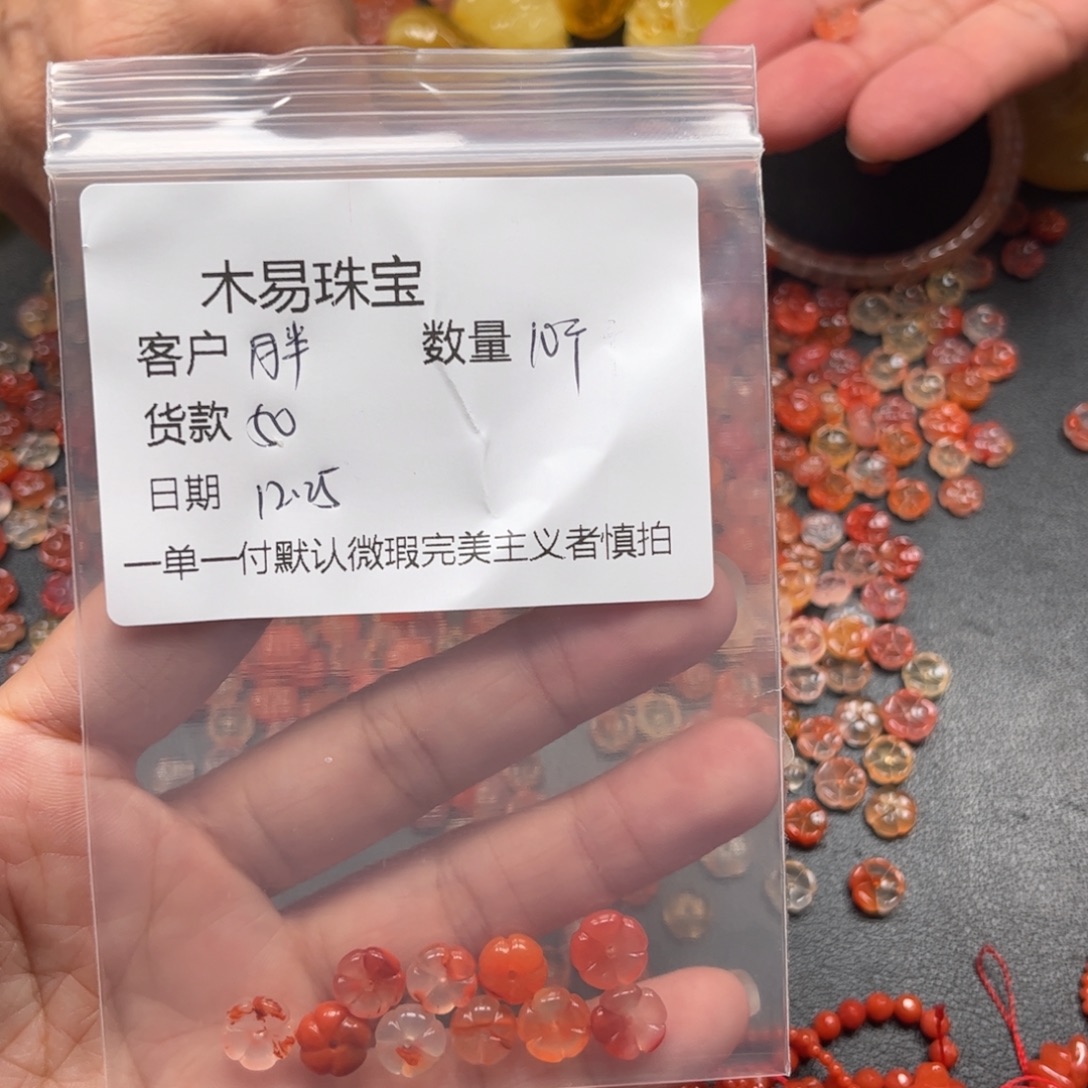 木易珠宝
客户 胖 数量 10个
货款
日期 12.25
一单一付默认微瑕完美主义者慎拍